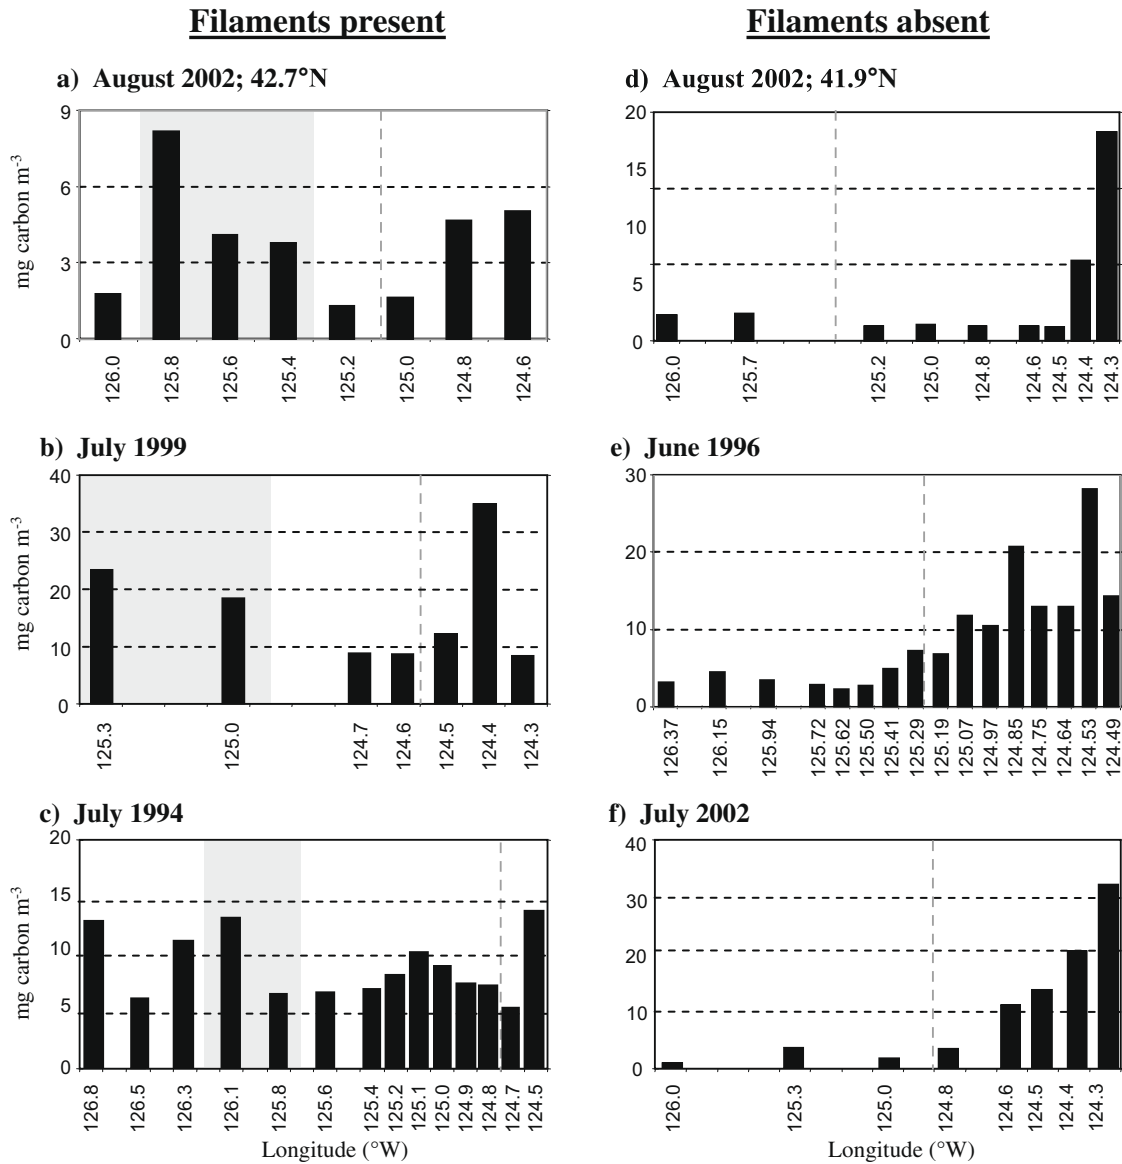 Filaments present
Filaments absent
a) August 2002; 42.7°N
mg carbon m-3
9
6
3
0
126.0 125.8 125.6 125.4 125.2 125.0 124.8 124.6
d) August 2002; 41.9°N
20
15
10
5
0
126.0 125.7 125.2 125.0 124.8 124.6 124.5 124.4 124.3
b) July 1999
mg carbon m-3
40
30
20
10
0
125.3 125.0 124.7 124.6 124.5 124.4 124.3
e) June 1996
30
20
10
0
126.37 126.15 125.94 125.72 125.62 125.50 125.41 125.29 125.19 125.07 124.97 124.85 124.75 124.64 124.53 124.49
c) July 1994
mg carbon m-3
20
15
10
5
0
126.8 126.5 126.3 126.1 125.8 125.6 125.4 125.2 125.1 125.0 124.9 124.8 124.7 124.5
Longitude (°W)
f) July 2002
40
30
20
10
0
126.0 125.3 125.0 124.8 124.6 124.5 124.4 124.3
Longitude (°W)